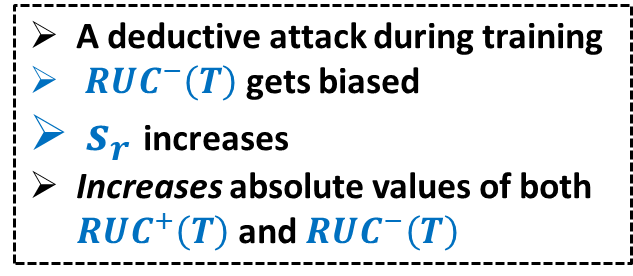 ➤ A deductive attack during training
➤ RUC⁻(T) gets biased
➤ Sᵣ increases
➤ Increases absolute values of both
RUC⁺(T) and RUC⁻(T)